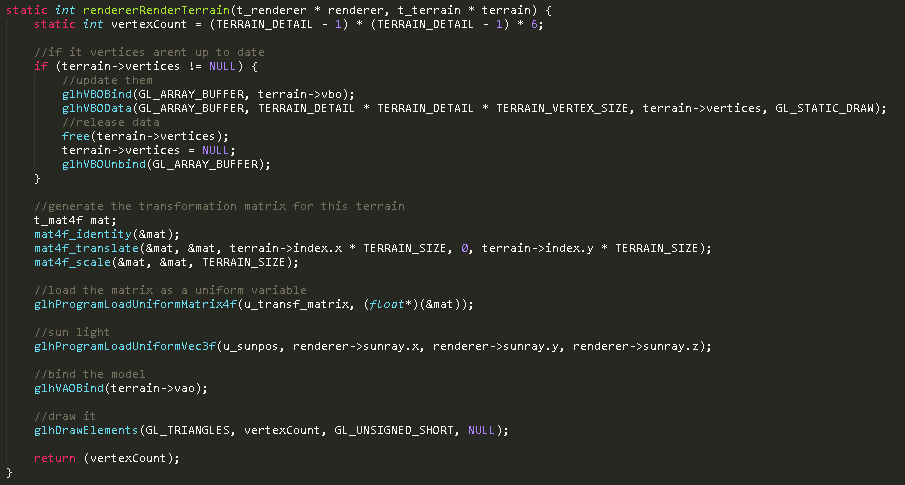 static int rendererRenderTerrain(t_renderer * renderer, t_terrain * terrain) {
static int vertexCount = (TERRAIN_DETAIL - 1) * (TERRAIN_DETAIL - 1) * 6;
//if it vertices arent up to date
if (terrain->vertices != NULL) {
//update them
glhVBOBind(GL_ARRAY_BUFFER, terrain->vbo);
glhVBOData(GL_ARRAY_BUFFER, TERRAIN_DETAIL * TERRAIN_DETAIL * TERRAIN_VERTEX_SIZE, terrain->vertices, GL_STATIC_DRAW);
//release data
free(terrain->vertices);
terrain->vertices = NULL;
glhVBOUnbind(GL_ARRAY_BUFFER);
}
//generate the transformation matrix for this terrain
t_mat4f mat;
mat4f_identity(&mat);
mat4f_translate(&mat, &mat, terrain->index.x * TERRAIN_SIZE, 0, terrain->index.y * TERRAIN_SIZE);
mat4f_scale(&mat, &mat, TERRAIN_SIZE);
//load the matrix as a uniform variable
glhProgramLoadUniformMatrix4f(u_transf_matrix, (float*)(&mat));
//sun light
glhProgramLoadUniformVec3f(u_sunpos, renderer->sunray.x, renderer->sunray.y, renderer->sunray.z);
//bind the model
glhVAOBind(terrain->vao);
//draw it
glhDrawElements(GL_TRIANGLES, vertexCount, GL_UNSIGNED_SHORT, NULL);
return (vertexCount);
}